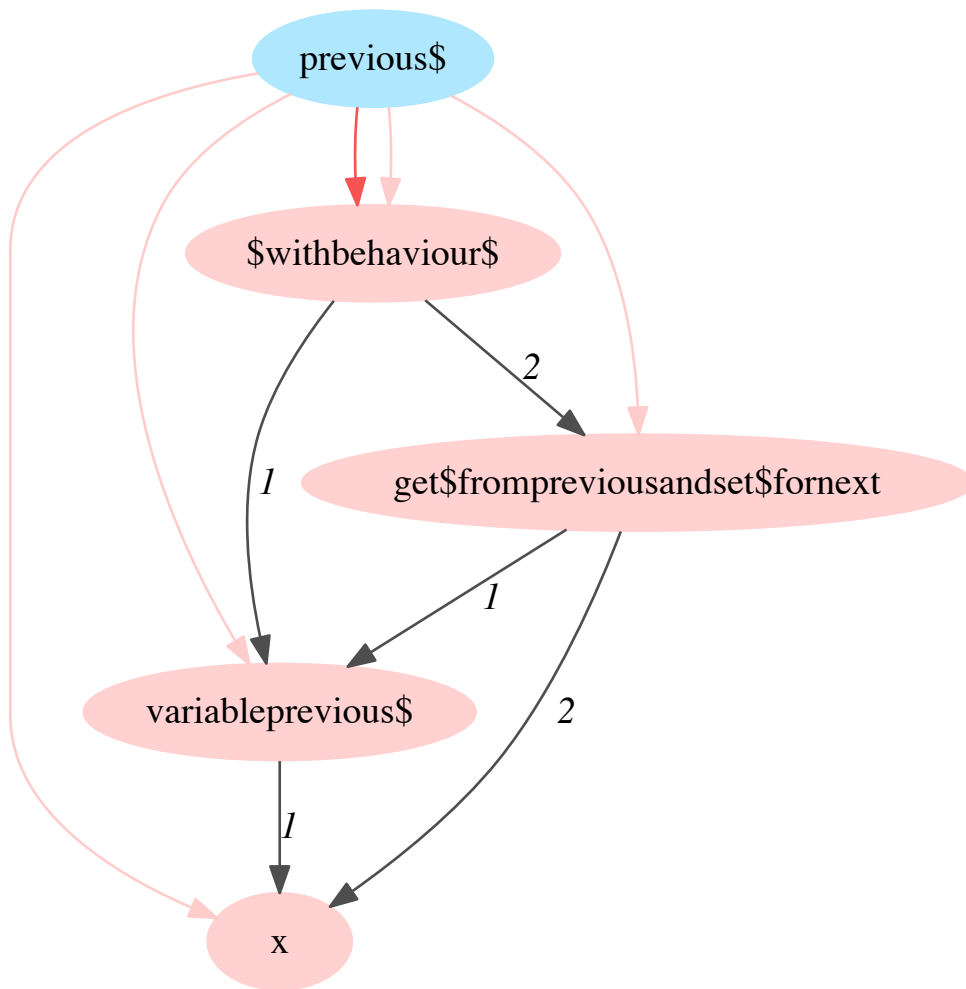 previous$
$withbehaviour$
2
1
get$frompreviousandset$fornext
1
variableprevious$
2
1
x